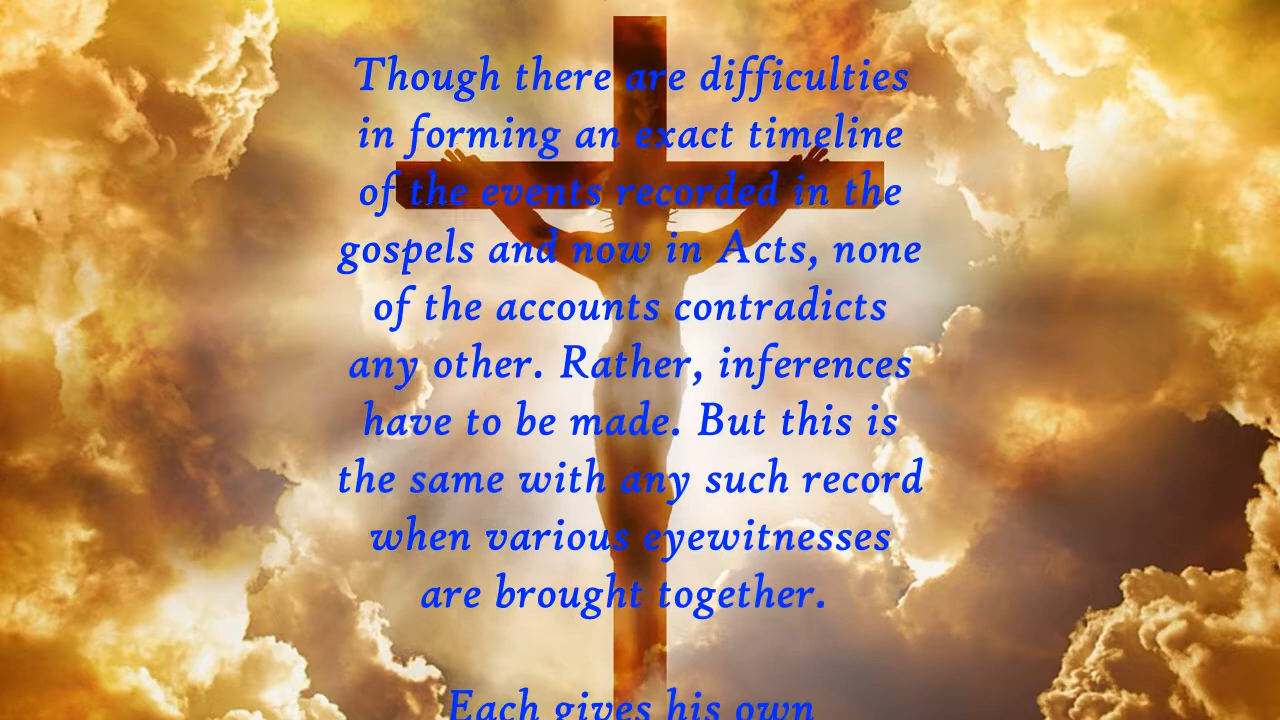 Though there are difficulties
in forming an exact timeline
of the events recorded in the
gospels and now in Acts, none
of the accounts contradicts
any other. Rather, inferences
have to be made. But this is
the same with any such record
when various eyewitnesses
are brought together.
Each gives his own